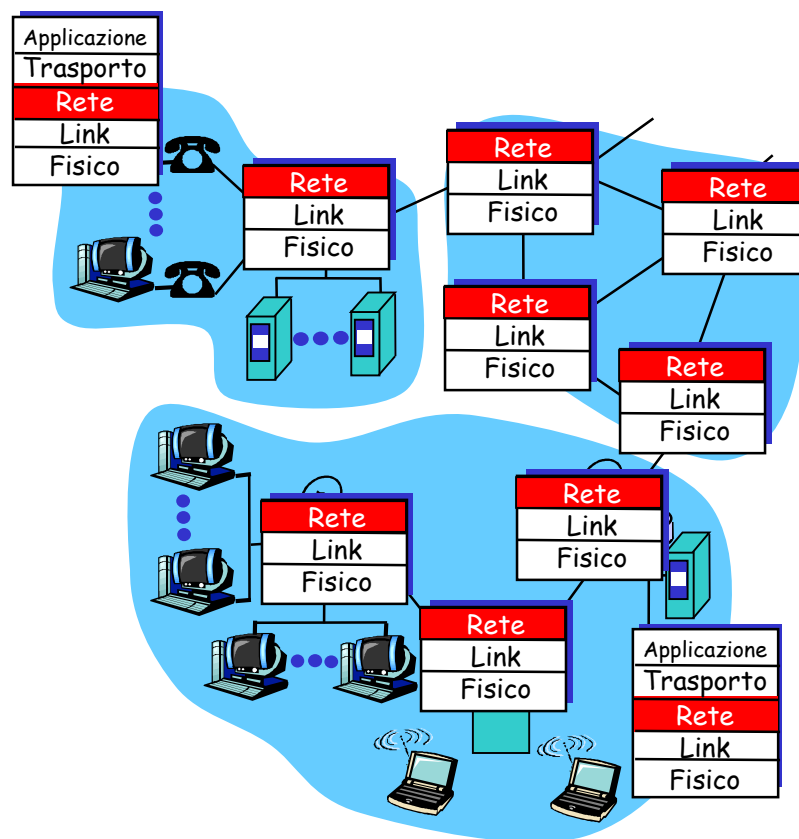 Applicazione
Trasporto
Rete
Link
Fisico
Rete
Link
Fisico
Rete
Link
Fisico
Rete
Link
Fisico
Rete
Link
Fisico
Rete
Link
Fisico
Rete
Link
Fisico
Rete
Link
Fisico
Rete
Link
Fisico
Applicazione
Trasporto
Rete
Link
Fisico